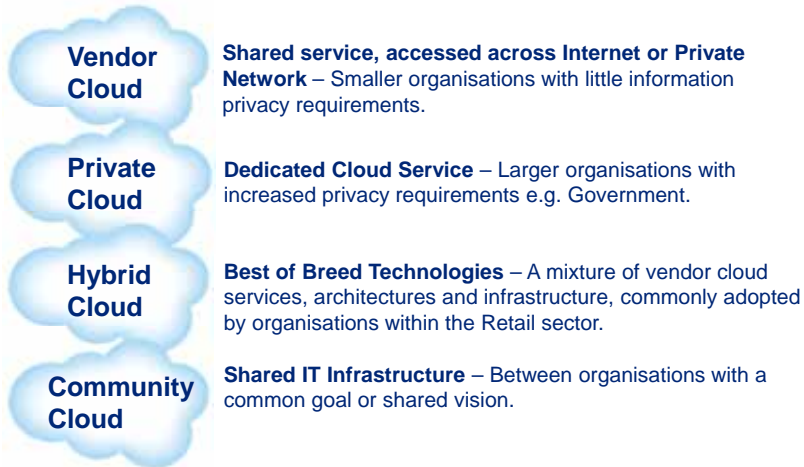 Vendor
Cloud
Shared service, accessed across Internet or Private
Network – Smaller organisations with little information
privacy requirements.
Private
Cloud
Dedicated Cloud Service – Larger organisations with
increased privacy requirements e.g. Government.
Hybrid
Cloud
Best of Breed Technologies – A mixture of vendor cloud
services, architectures and infrastructure, commonly adopted
by organisations within the Retail sector.
Community
Cloud
Shared IT Infrastructure – Between organisations with a
common goal or shared vision.